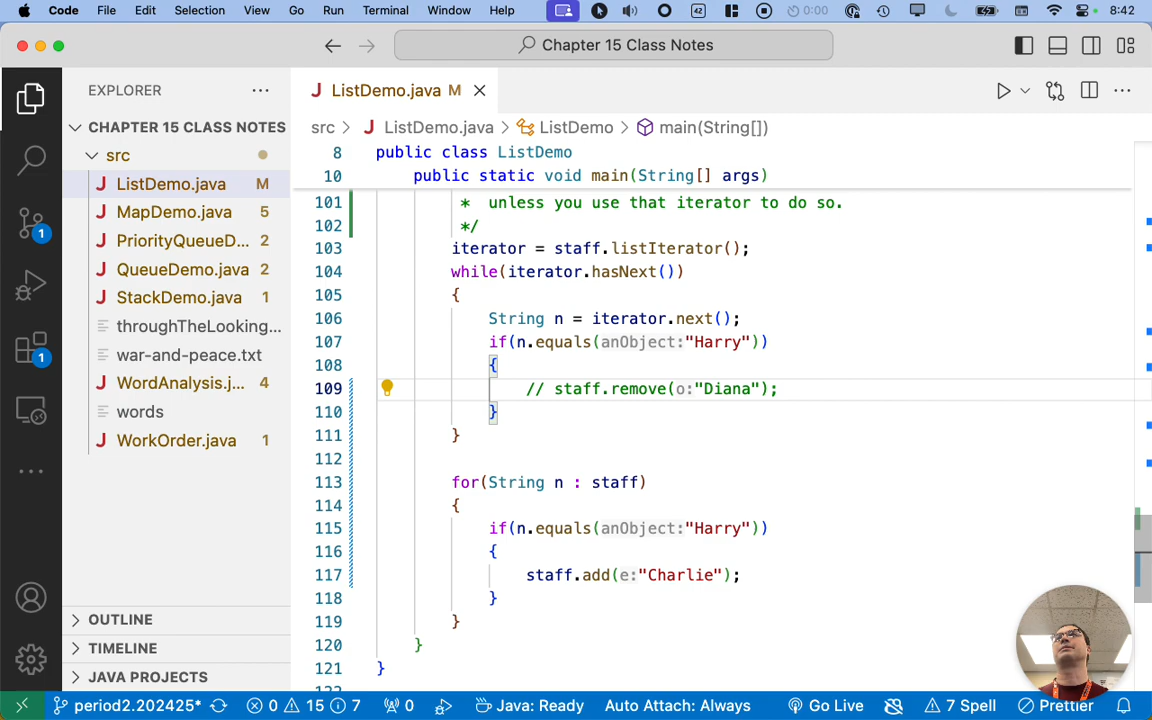 Code File Edit Selection View Go Run Terminal Window Help 42 0:00 8:42
Chapter 15 Class Notes
EXPLORER
J ListDemo.java M
CHAPTER 15 CLASS NOTES
src
J ListDemo.java M
J MapDemo.java 5
J PriorityQueueD... 2
J QueueDemo.java 2
J StackDemo.java 1
throughTheLooking...
war-and-peace.txt
J WordAnalysis.j... 4
words
J WorkOrder.java 1
OUTLINE
TIMELINE
JAVA PROJECTS
1
1
src > J ListDemo.java > ListDemo > main(String[])
8 public class ListDemo
10 public static void main(String[] args)
101 * unless you use that iterator to do so.
102 */
103 iterator = staff.listIterator();
104 while(iterator.hasNext())
105 {
106 String n = iterator.next();
107 if(n.equals(anObject:"Harry"))
108 {
109 // staff.remove(o:"Diana");
110 }
111 }
112
113 for(String n : staff)
114 {
115 if(n.equals(anObject:"Harry"))
116 {
117 staff.add(e:"Charlie");
118 }
119 }
120 }
121 }
period2.202425* 0 15 7 0 Java: Ready Auto Attach: Always Go Live 7 Spell Prettier